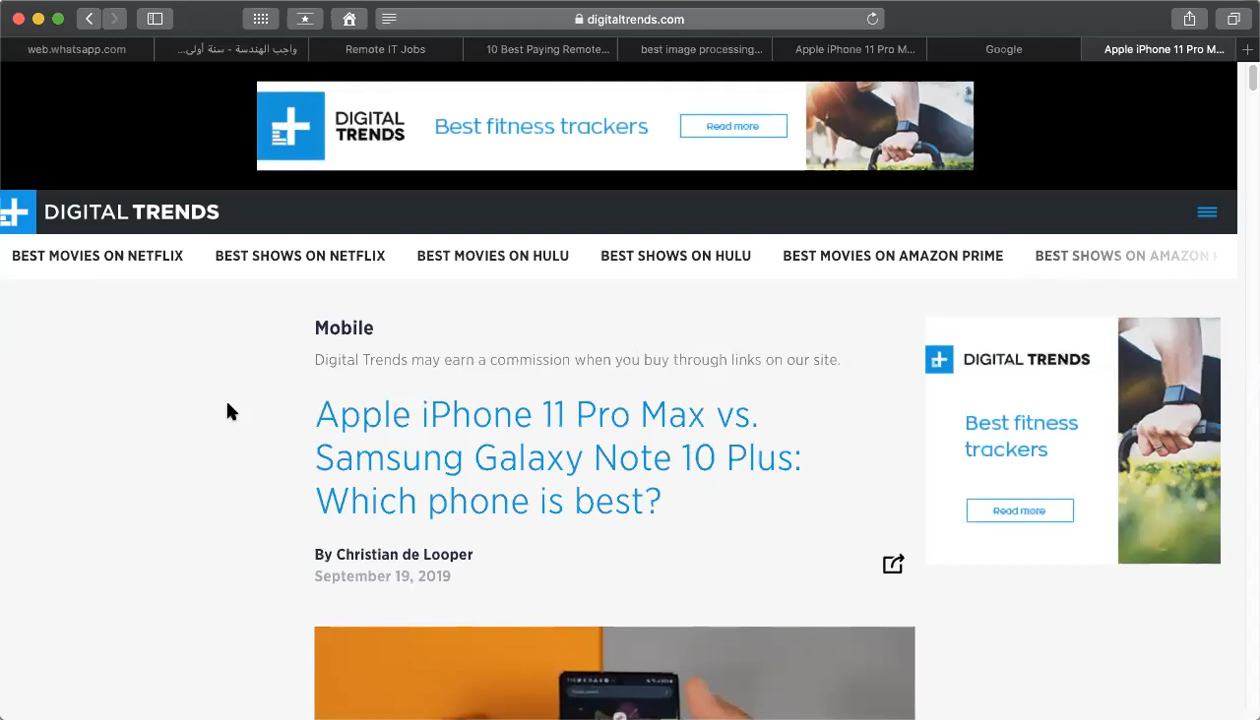 digitaltrends.com
web.whatsapp.com
...واجب الهندسة - سنة أولى
Remote IT Jobs
10 Best Paying Remote...
best image processing...
Apple iPhone 11 Pro M...
Google
Apple iPhone 11 Pro M...
DIGITAL
TRENDS
Best fitness trackers
Read more
DIGITAL TRENDS
BEST MOVIES ON NETFLIX
BEST SHOWS ON NETFLIX
BEST MOVIES ON HULU
BEST SHOWS ON HULU
BEST MOVIES ON AMAZON PRIME
BEST SHOWS ON AMAZON
Mobile
Digital Trends may earn a commission when you buy through links on our site.
Apple iPhone 11 Pro Max vs.
Samsung Galaxy Note 10 Plus:
Which phone is best?
By Christian de Looper
September 19, 2019
DIGITAL TRENDS
Best fitness
trackers
Read more